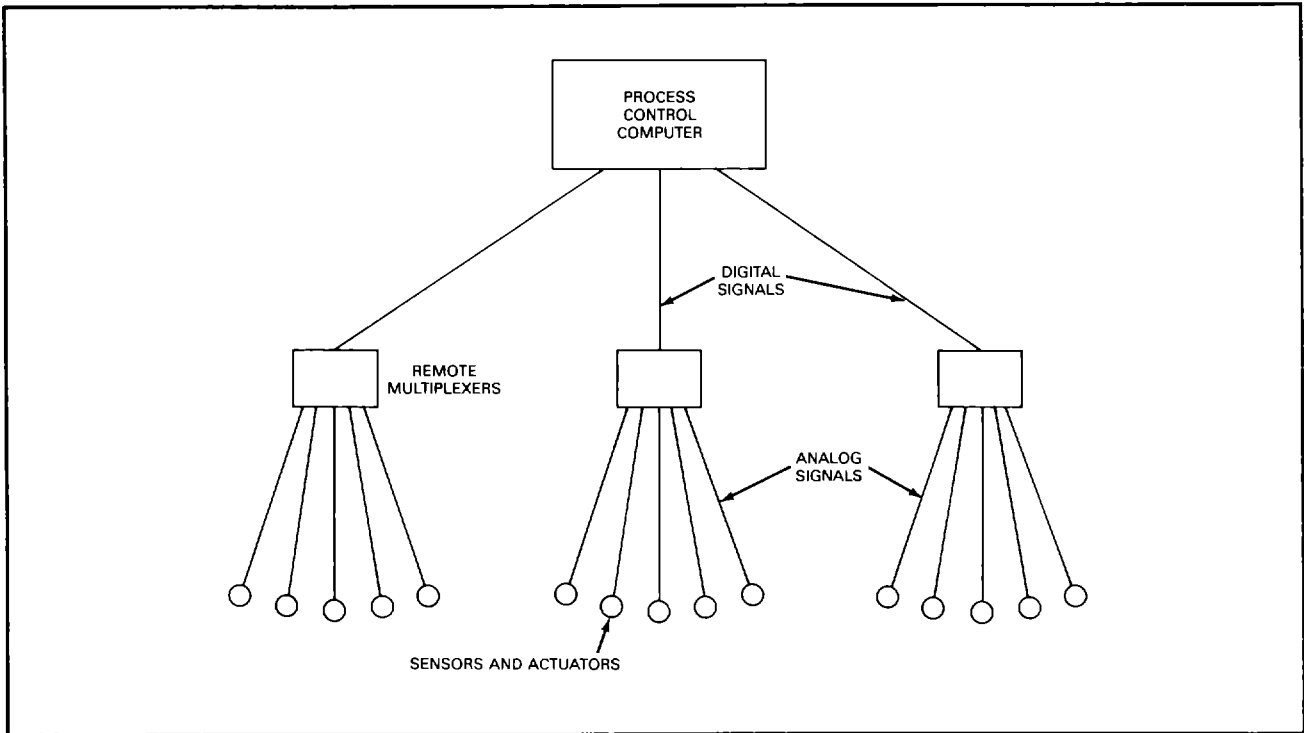 PROCESS
CONTROL
COMPUTER
DIGITAL
SIGNALS
REMOTE
MULTIPLEXERS
ANALOG
SIGNALS
SENSORS AND ACTUATORS